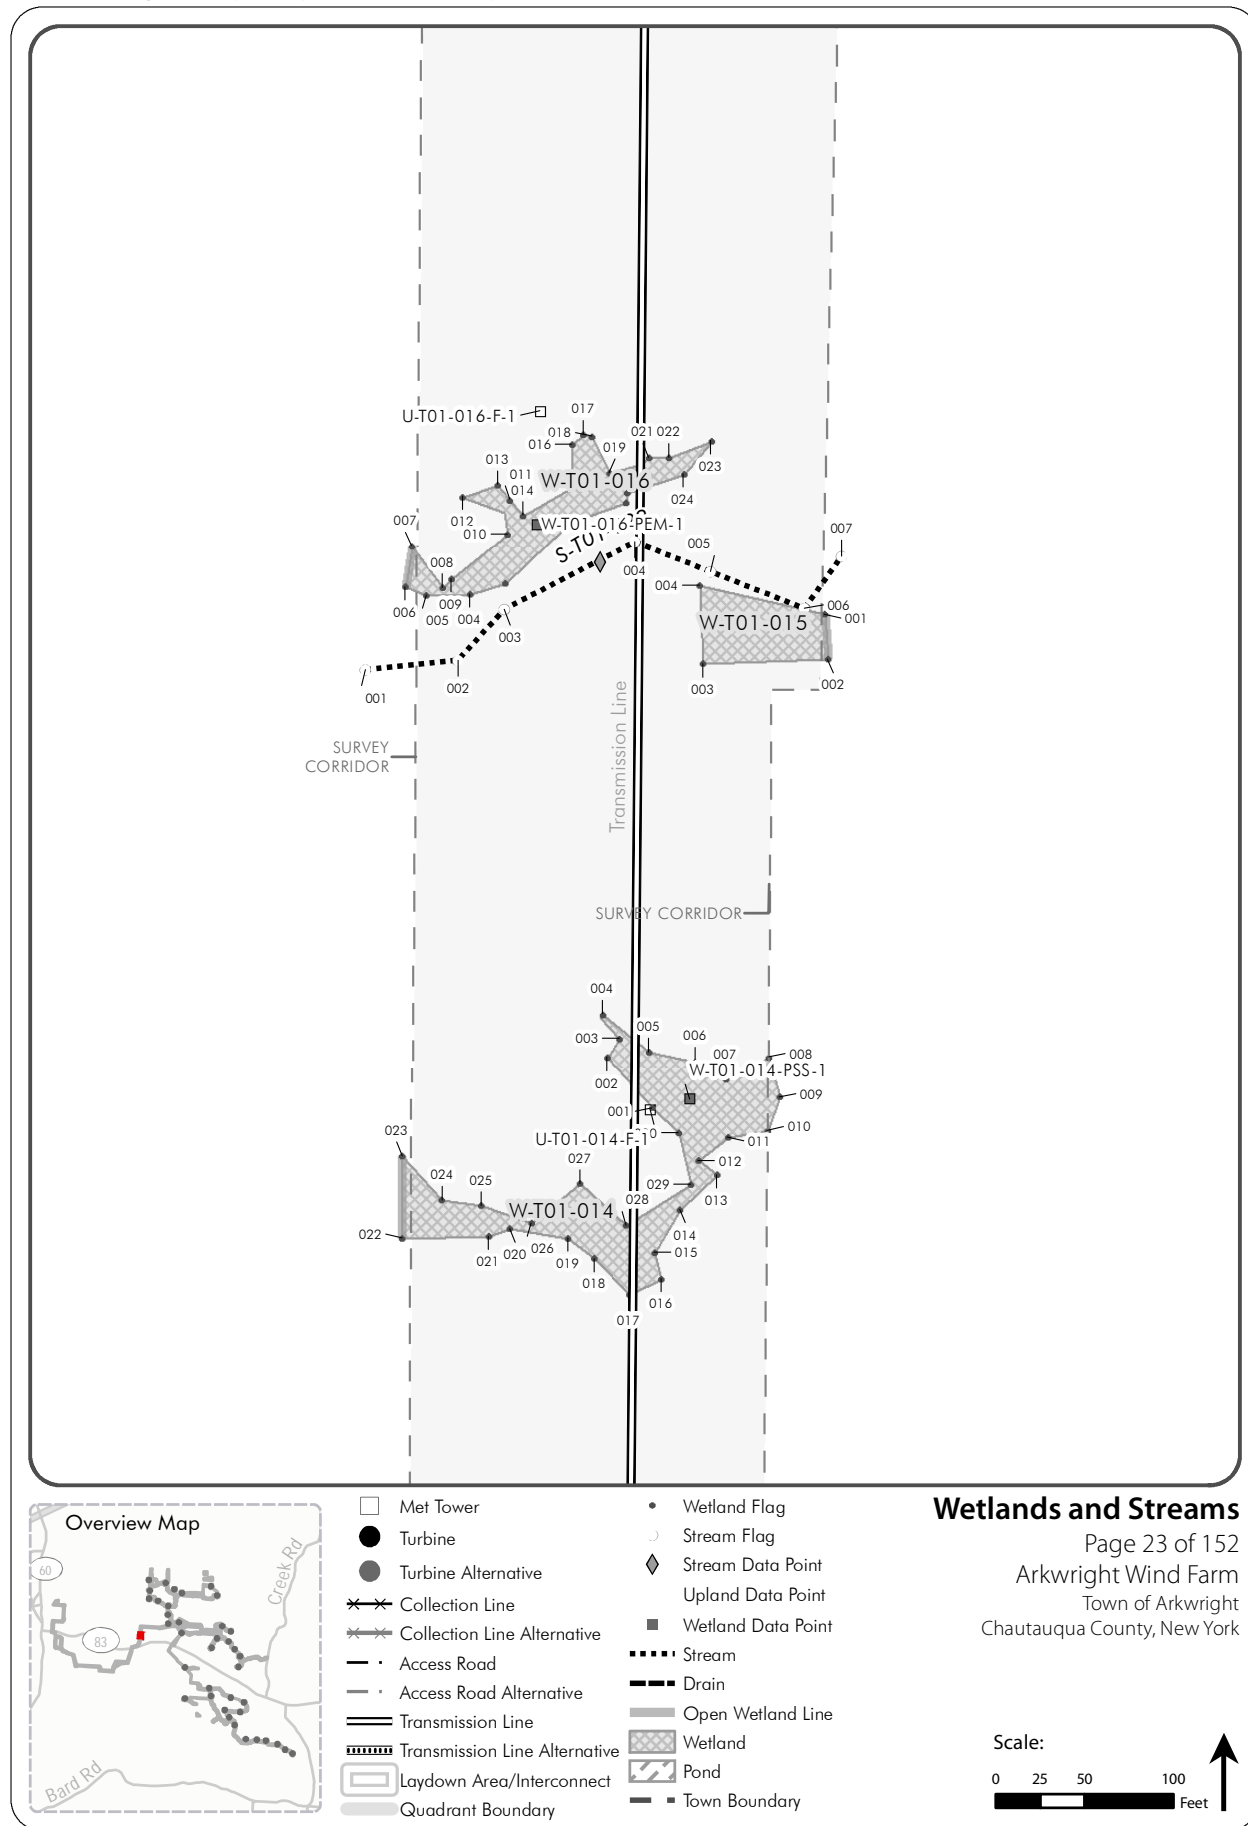 U-T01-016-F-1
017
018
016
019
021
022
023
024
013
011
014
012
010
W-T01-016
W-T01-016-PEM-1
007
008
006
005
009
004
003
004
005
007
006
004
001
W-T01-015
003
002
001
002
SURVEY
CORRIDOR
Transmission Line
SURVEY CORRIDOR
004
005
003
006
007
008
002
W-T01-014-PSS-1
009
001
010
011
U-T01-014-F-1
012
023
027
029
013
024
025
028
W-T01-014
014
022
021
020
026
019
015
018
016
017
Overview Map
60
83
Creek Rd
Bard Rd
Met Tower
Turbine
Turbine Alternative
Collection Line
Collection Line Alternative
Access Road
Access Road Alternative
Transmission Line
Transmission Line Alternative
Laydown Area/Interconnect
Quadrant Boundary
Wetland Flag
Stream Flag
Stream Data Point
Upland Data Point
Wetland Data Point
Stream
Drain
Open Wetland Line
Wetland
Pond
Town Boundary
Wetlands and Streams
Page 23 of 152
Arkwright Wind Farm
Town of Arkwright
Chautauqua County, New York
Scale:
0 25 50 100
Feet